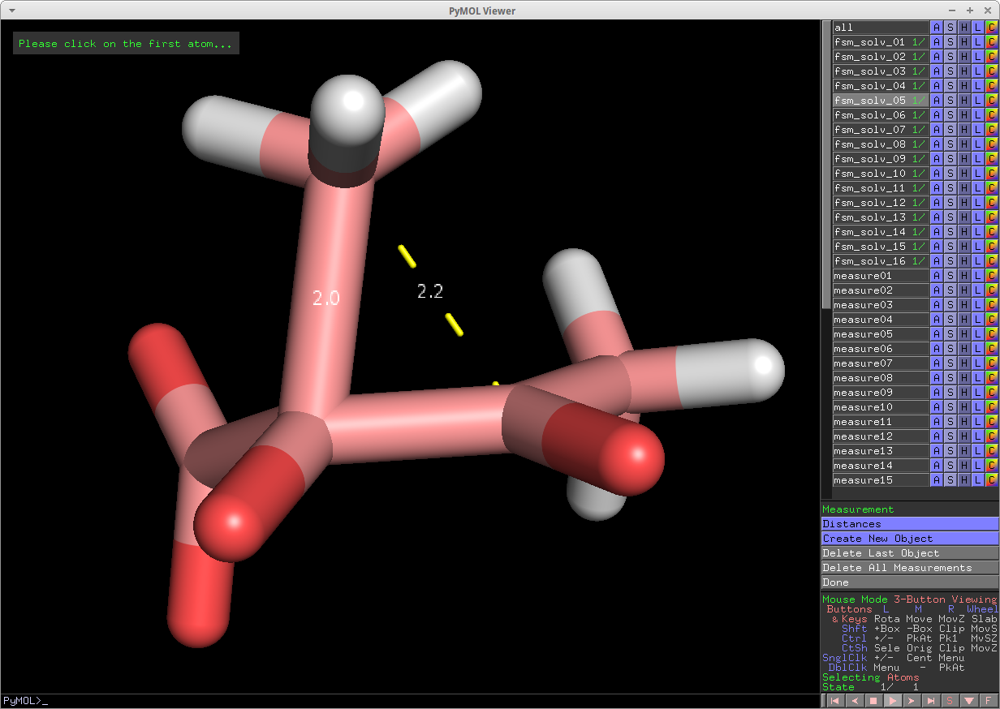 PyMOL Viewer
Please click on the first atom...
2.0
2.2
all A S H L C
fsm_solv_01 1/ A S H L C
fsm_solv_02 1/ A S H L C
fsm_solv_03 1/ A S H L C
fsm_solv_04 1/ A S H L C
fsm_solv_05 1/ A S H L C
fsm_solv_06 1/ A S H L C
fsm_solv_07 1/ A S H L C
fsm_solv_08 1/ A S H L C
fsm_solv_09 1/ A S H L C
fsm_solv_10 1/ A S H L C
fsm_solv_11 1/ A S H L C
fsm_solv_12 1/ A S H L C
fsm_solv_13 1/ A S H L C
fsm_solv_14 1/ A S H L C
fsm_solv_15 1/ A S H L C
fsm_solv_16 1/ A S H L C
measure01 A S H L C
measure02 A S H L C
measure03 A S H L C
measure04 A S H L C
measure05 A S H L C
measure06 A S H L C
measure07 A S H L C
measure08 A S H L C
measure09 A S H L C
measure10 A S H L C
measure11 A S H L C
measure12 A S H L C
measure13 A S H L C
measure14 A S H L C
measure15 A S H L C
Measurement
Distances
Create New Object
Delete Last Object
Delete All Measurements
Done
Mouse Mode 3-Button Viewing
Buttons L M R Wheel
& Keys Rota Move MovZ Slab
Shft +Box -Box Clip MovS
Ctrl +/- PkAt Pk1 MvSZ
CtSh Sele Orig Clip MovZ
SnglClk +/- Cent Menu
DblClk Menu - PkAt
Selecting Atoms
State 1/ 1
PyMOL>_
S F